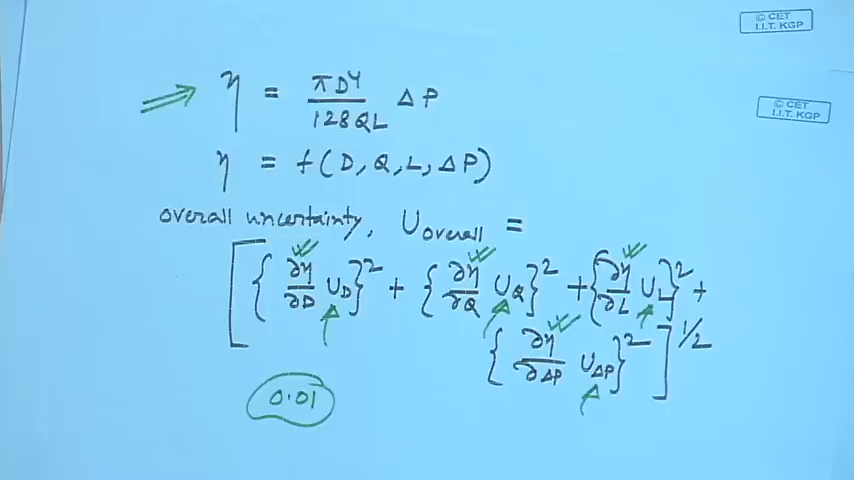 © CET
I.I.T. KGP
η = πD⁴/128QL ΔP
© CET
I.I.T. KGP
η = f(D, Q, L, ΔP)
overall uncertainty, U_overall =
[{∂η/∂D U_D}² + {∂η/∂Q U_Q}² + {∂η/∂L U_L}² +
{∂η/∂ΔP U_ΔP}²]^1/2
0.01